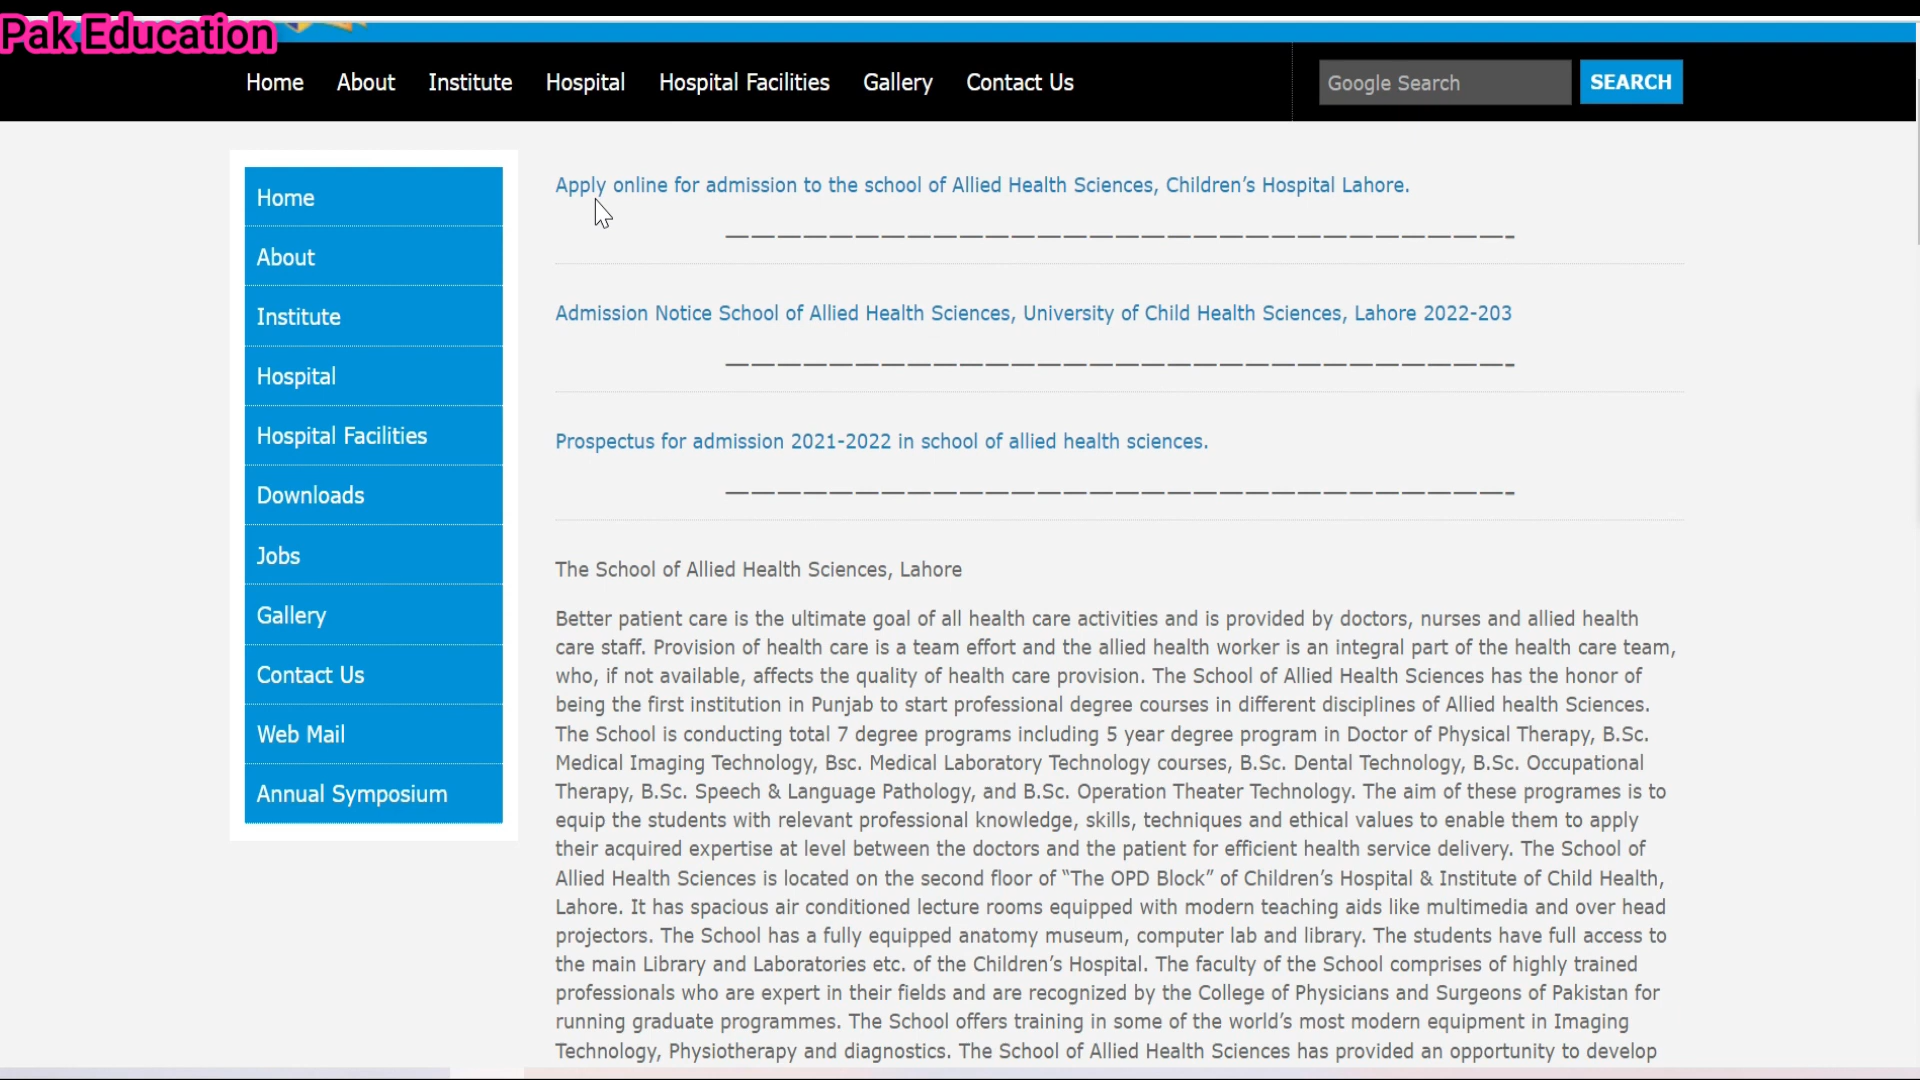 Pak Education
Home About Institute Hospital Hospital Facilities Gallery Contact Us
Google Search SEARCH
Home
About
Institute
Hospital
Hospital Facilities
Downloads
Jobs
Gallery
Contact Us
Web Mail
Annual Symposium
Apply online for admission to the school of Allied Health Sciences, Children’s Hospital Lahore.
——————————————————————————————-
Admission Notice School of Allied Health Sciences, University of Child Health Sciences, Lahore 2022-203
——————————————————————————————-
Prospectus for admission 2021-2022 in school of allied health sciences.
——————————————————————————————-
The School of Allied Health Sciences, Lahore
Better patient care is the ultimate goal of all health care activities and is provided by doctors, nurses and allied health
care staff. Provision of health care is a team effort and the allied health worker is an integral part of the health care team,
who, if not available, affects the quality of health care provision. The School of Allied Health Sciences has the honor of
being the first institution in Punjab to start professional degree courses in different disciplines of Allied health Sciences.
The School is conducting total 7 degree programs including 5 year degree program in Doctor of Physical Therapy, B.Sc.
Medical Imaging Technology, Bsc. Medical Laboratory Technology courses, B.Sc. Dental Technology, B.Sc. Occupational
Therapy, B.Sc. Speech & Language Pathology, and B.Sc. Operation Theater Technology. The aim of these programes is to
equip the students with relevant professional knowledge, skills, techniques and ethical values to enable them to apply
their acquired expertise at level between the doctors and the patient for efficient health service delivery. The School of
Allied Health Sciences is located on the second floor of “The OPD Block” of Children’s Hospital & Institute of Child Health,
Lahore. It has spacious air conditioned lecture rooms equipped with modern teaching aids like multimedia and over head
projectors. The School has a fully equipped anatomy museum, computer lab and library. The students have full access to
the main Library and Laboratories etc. of the Children’s Hospital. The faculty of the School comprises of highly trained
professionals who are expert in their fields and are recognized by the College of Physicians and Surgeons of Pakistan for
running graduate programmes. The School offers training in some of the world’s most modern equipment in Imaging
Technology, Physiotherapy and diagnostics. The School of Allied Health Sciences has provided an opportunity to develop